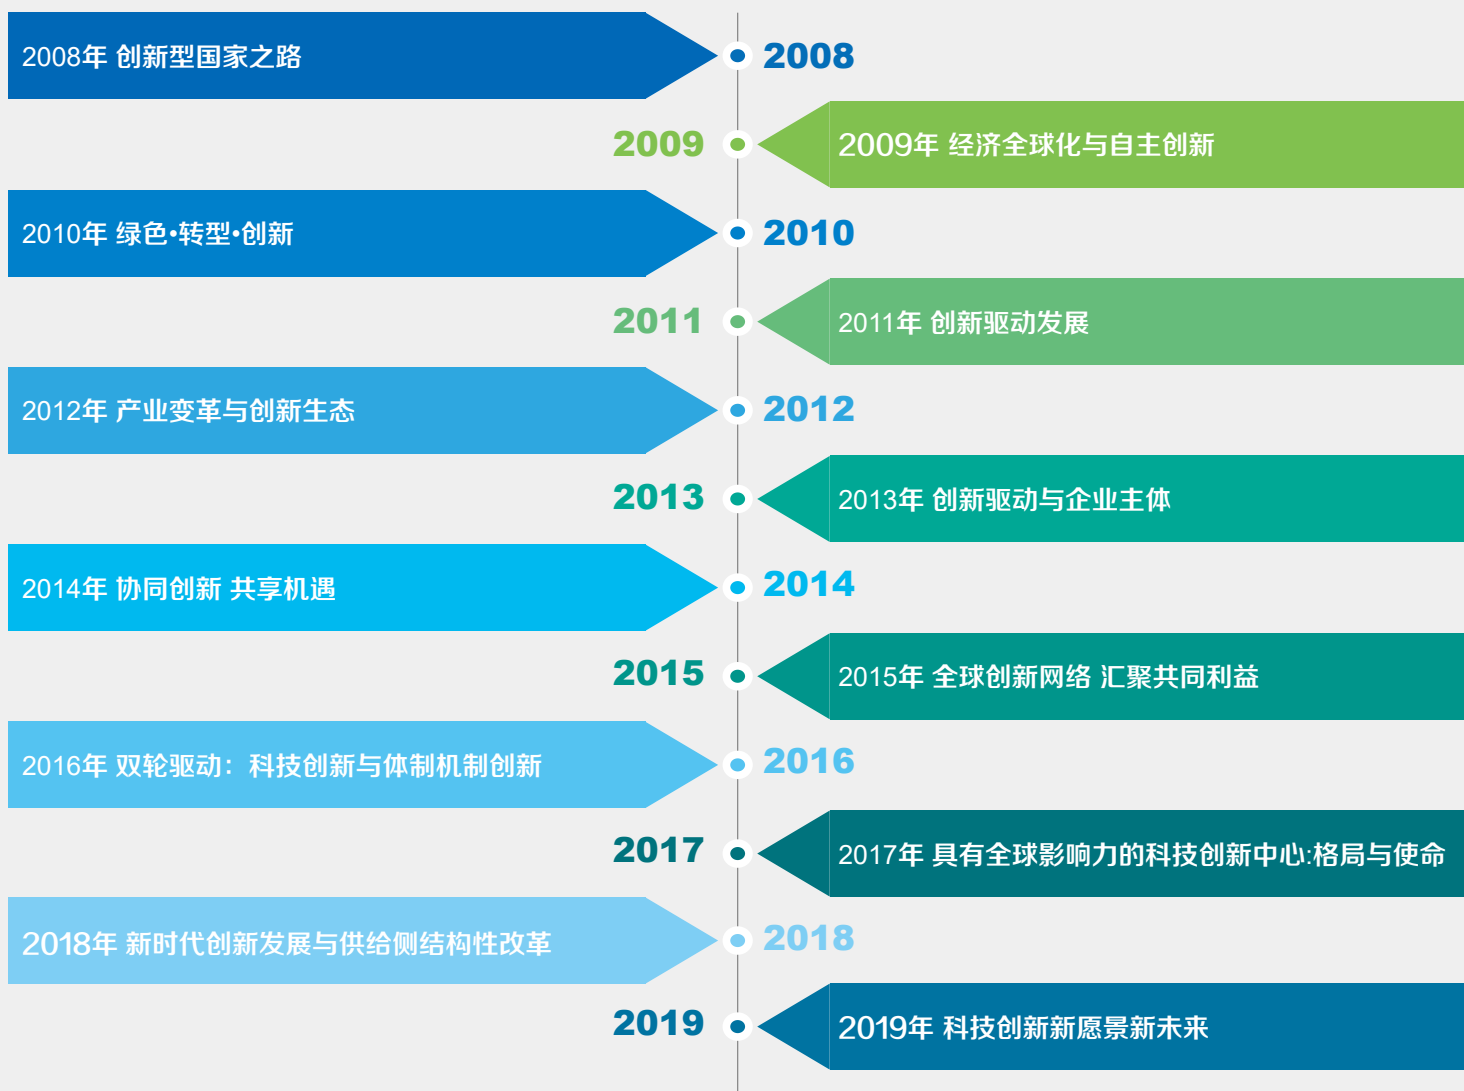 2008年 创新型国家之路
2008
2009
2009年 经济全球化与自主创新
2010年 绿色•转型•创新
2010
2011
2011年 创新驱动发展
2012年 产业变革与创新生态
2012
2013
2013年 创新驱动与企业主体
2014年 协同创新 共享机遇
2014
2015
2015年 全球创新网络 汇聚共同利益
2016年 双轮驱动：科技创新与体制机制创新
2016
2017
2017年 具有全球影响力的科技创新中心:格局与使命
2018年 新时代创新发展与供给侧结构性改革
2018
2019
2019年 科技创新新愿景新未来